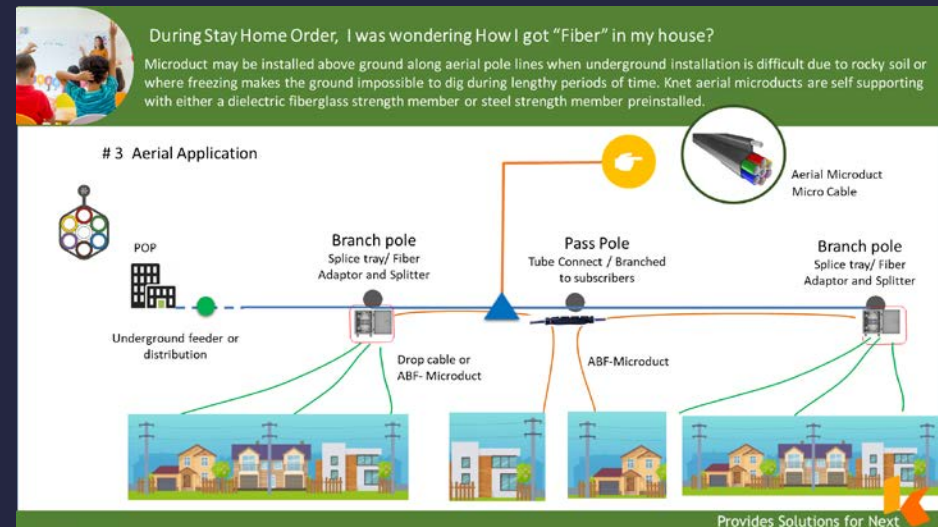 During Stay Home Order, I was wondering How I got "Fiber" in my house?
Microduct may be installed above ground along aerial pole lines when underground installation is difficult due to rocky soil or
where freezing makes the ground impossible to dig during lengthy periods of time. Knet aerial microducts are self supporting
with either a dielectric fiberglass strength member or steel strength member preinstalled.
# 3 Aerial Application
Aerial Microduct
Micro Cable
POP
Branch pole
Splice tray/ Fiber
Adaptor and Splitter
Pass Pole
Tube Connect / Branched
to subscribers
Branch pole
Splice tray/ Fiber
Adaptor and Splitter
Underground feeder or
distribution
Drop cable or
ABF- Microduct
ABF-Microduct
Provides Solutions for Next